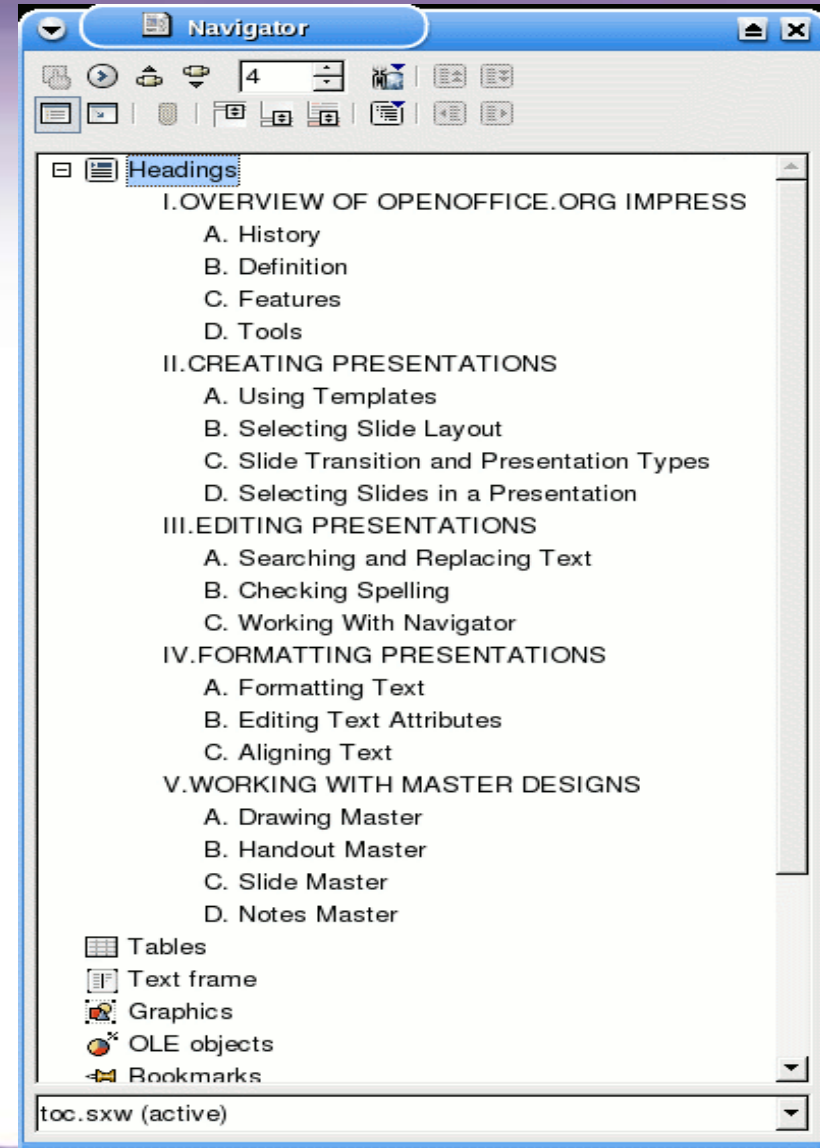 Navigator
4
Headings
I.OVERVIEW OF OPENOFFICE.ORG IMPRESS
A. History
B. Definition
C. Features
D. Tools
II.CREATING PRESENTATIONS
A. Using Templates
B. Selecting Slide Layout
C. Slide Transition and Presentation Types
D. Selecting Slides in a Presentation
III.EDITING PRESENTATIONS
A. Searching and Replacing Text
B. Checking Spelling
C. Working With Navigator
IV.FORMATTING PRESENTATIONS
A. Formatting Text
B. Editing Text Attributes
C. Aligning Text
V.WORKING WITH MASTER DESIGNS
A. Drawing Master
B. Handout Master
C. Slide Master
D. Notes Master
Tables
Text frame
Graphics
OLE objects
Bookmarks
toc.sxw (active)